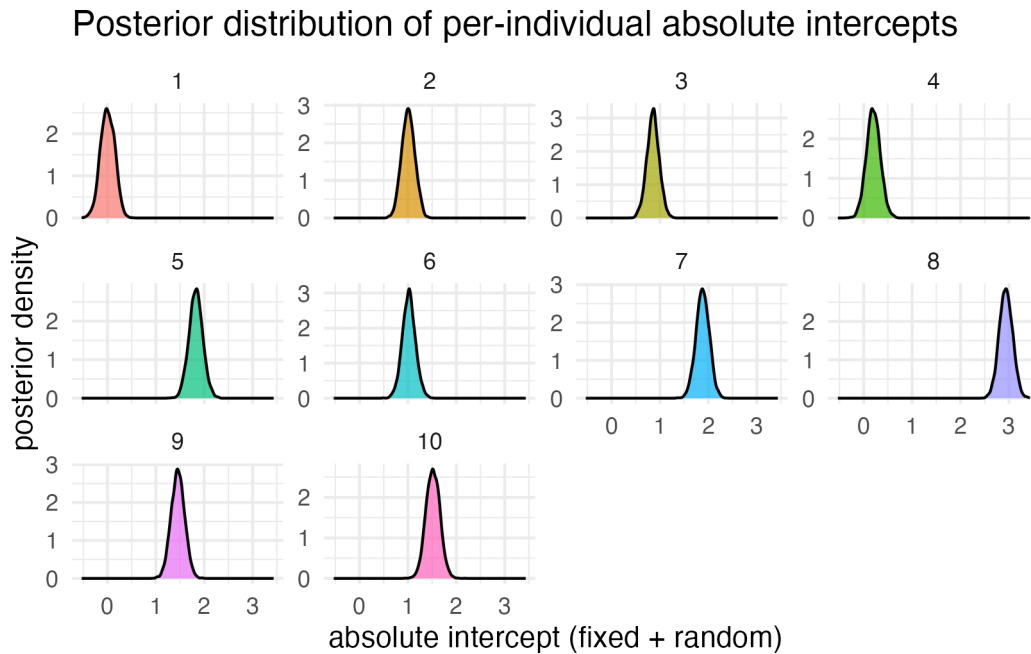 Posterior distribution of per-individual absolute intercepts
1 2 3 4
2 1 0
3 2 1 0
3 2 1 0
2 1 0
5 6 7 8
2 1 0
3 2 1 0
3 2 1 0
2 1 0
0 1 2 3
0 1 2 3
posterior density
9 10
3 2 1 0
2 1 0
0 1 2 3
0 1 2 3
absolute intercept (fixed + random)